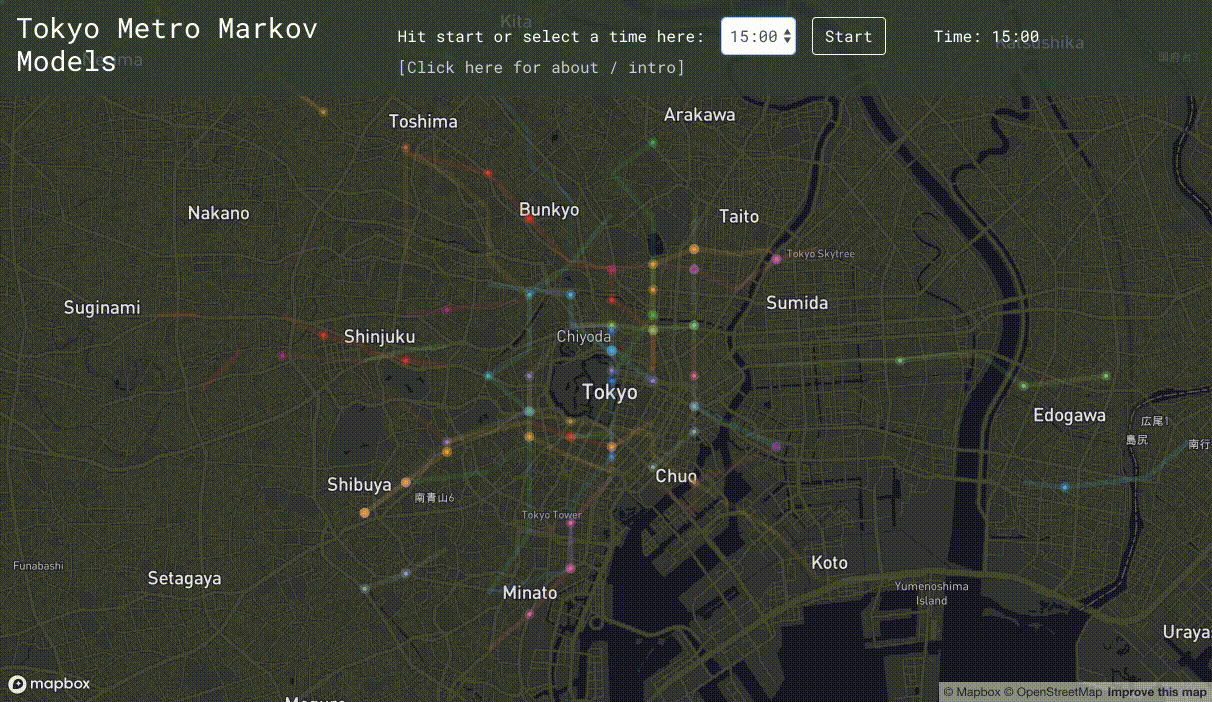 Tokyo Metro Markov
Models
Hit start or select a time here:
15:00
Start
Time: 15:00
[Click here for about / intro]
Kita
Katsushika
Nerima
Toshima
Arakawa
Nakano
Bunkyo
Taito
Tokyo Skytree
Suginami
Sumida
Shinjuku
Chiyoda
Tokyo
Edogawa
広尾1
島尻
南行
Shibuya
Chuo
南青山6
Tokyo Tower
Funabashi
Setagaya
Koto
Minato
Yumenoshima
Island
Uraya
mapbox
© Mapbox © OpenStreetMap Improve this map